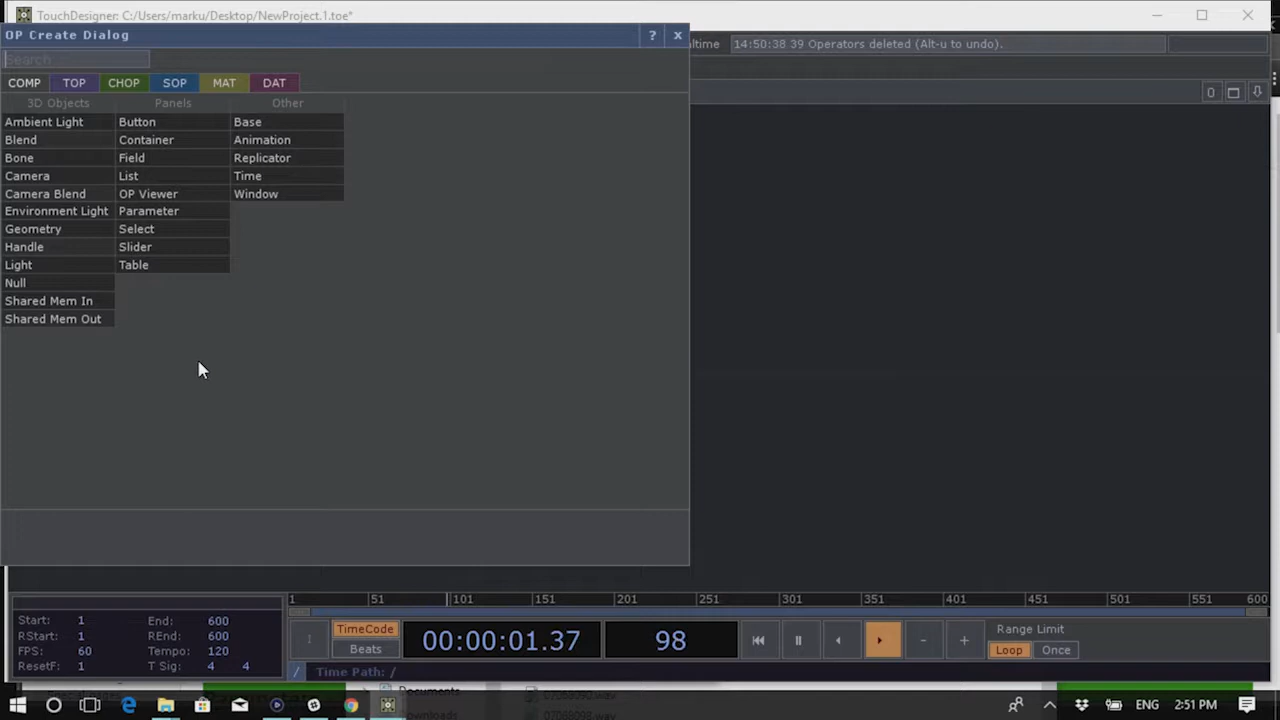 TouchDesigner: C:/Users/marku/Desktop/NewProject.1.toe*
OP Create Dialog
? x
ltime
14:50:38 39 Operators deleted (Alt-u to undo).
Search
COMP TOP CHOP SOP MAT DAT
0
3D Objects Panels Other
Ambient Light Button Base
Blend Container Animation
Bone Field Replicator
Camera List Time
Camera Blend OP Viewer Window
Environment Light Parameter
Geometry Select
Handle Slider
Light Table
Null
Shared Mem In
Shared Mem Out
1 51 101 151 201 251 301 351 401 451 501 551 600
Start: 1 End: 600
RStart: 1 REnd: 600
FPS: 60 Tempo: 120
ResetF: 1 T Sig: 4 4
TimeCode
Beats
00:00:01.37
98
Range Limit
Loop Once
/ Time Path: /
Documents
07088098.wav
ENG 2:51 PM